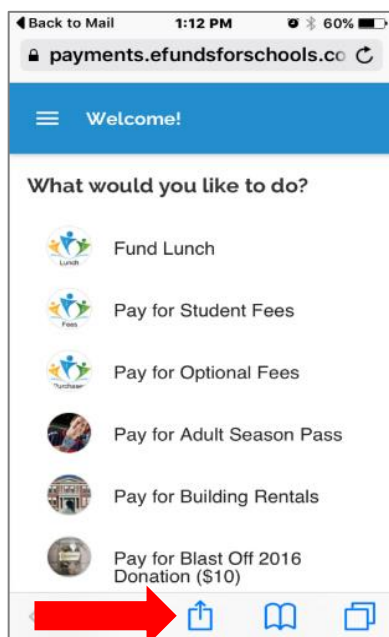 Back to Mail 1:12 PM 60%
payments.efundsforschools.co
Welcome!
What would you like to do?
Lunch
Fund Lunch
Fees
Pay for Student Fees
Purchases
Pay for Optional Fees
Pay for Adult Season Pass
Pay for Building Rentals
Pay for Blast Off 2016
Donation ($10)